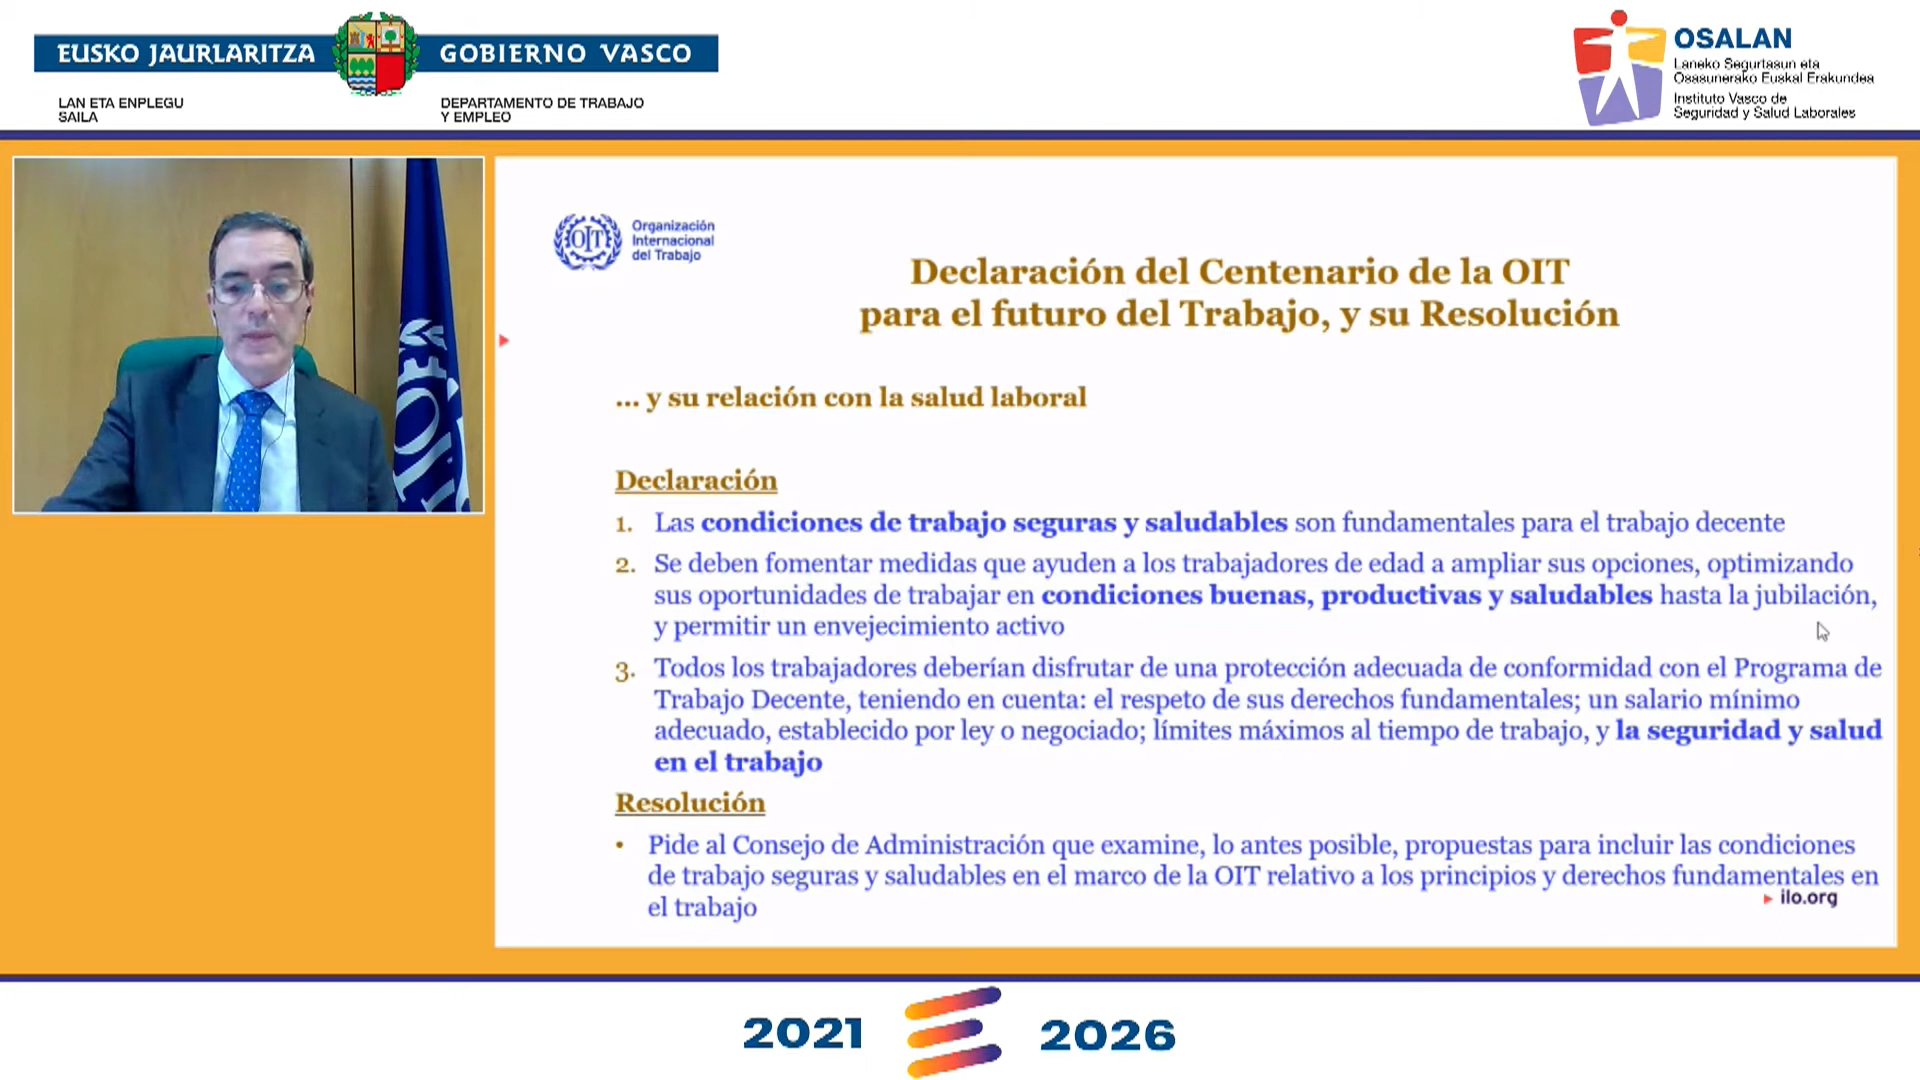 EUSKO JAURLARITZA
GOBIERNO VASCO
LAN ETA ENPLEGU
SAILA
DEPARTAMENTO DE TRABAJO
Y EMPLEO
OSALAN
Laneko Segurtasun eta
Osasunerako Euskal Erakundea
Instituto Vasco de
Seguridad y Salud Laborales
OIT
Organización
Internacional
del Trabajo
Declaración del Centenario de la OIT
para el futuro del Trabajo, y su Resolución
... y su relación con la salud laboral
Declaración
1. Las condiciones de trabajo seguras y saludables son fundamentales para el trabajo decente
2. Se deben fomentar medidas que ayuden a los trabajadores de edad a ampliar sus opciones, optimizando
sus oportunidades de trabajar en condiciones buenas, productivas y saludables hasta la jubilación,
y permitir un envejecimiento activo
3. Todos los trabajadores deberían disfrutar de una protección adecuada de conformidad con el Programa de
Trabajo Decente, teniendo en cuenta: el respeto de sus derechos fundamentales; un salario mínimo
adecuado, establecido por ley o negociado; límites máximos al tiempo de trabajo, y la seguridad y salud
en el trabajo
Resolución
• Pide al Consejo de Administración que examine, lo antes posible, propuestas para incluir las condiciones
de trabajo seguras y saludables en el marco de la OIT relativo a los principios y derechos fundamentales en
el trabajo
ilo.org
2021
2026